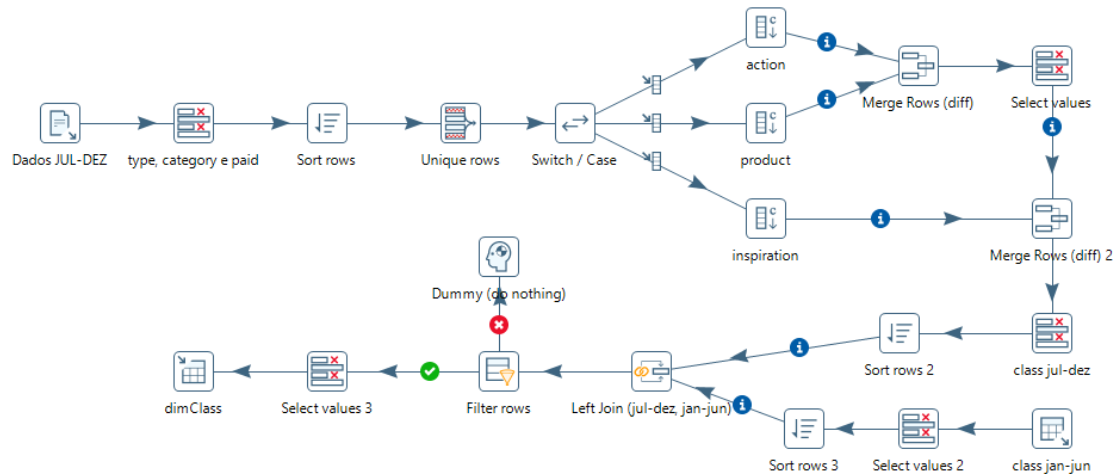 action
Merge Rows (diff)
Select values
Dados JUL-DEZ
type, category e paid
Sort rows
Unique rows
Switch / Case
product
inspiration
Merge Rows (diff) 2
Dummy (do nothing)
Sort rows 2
class jul-dez
dimClass
Select values 3
Filter rows
Left Join (jul-dez, jan-jun)
Sort rows 3
Select values 2
class jan-jun